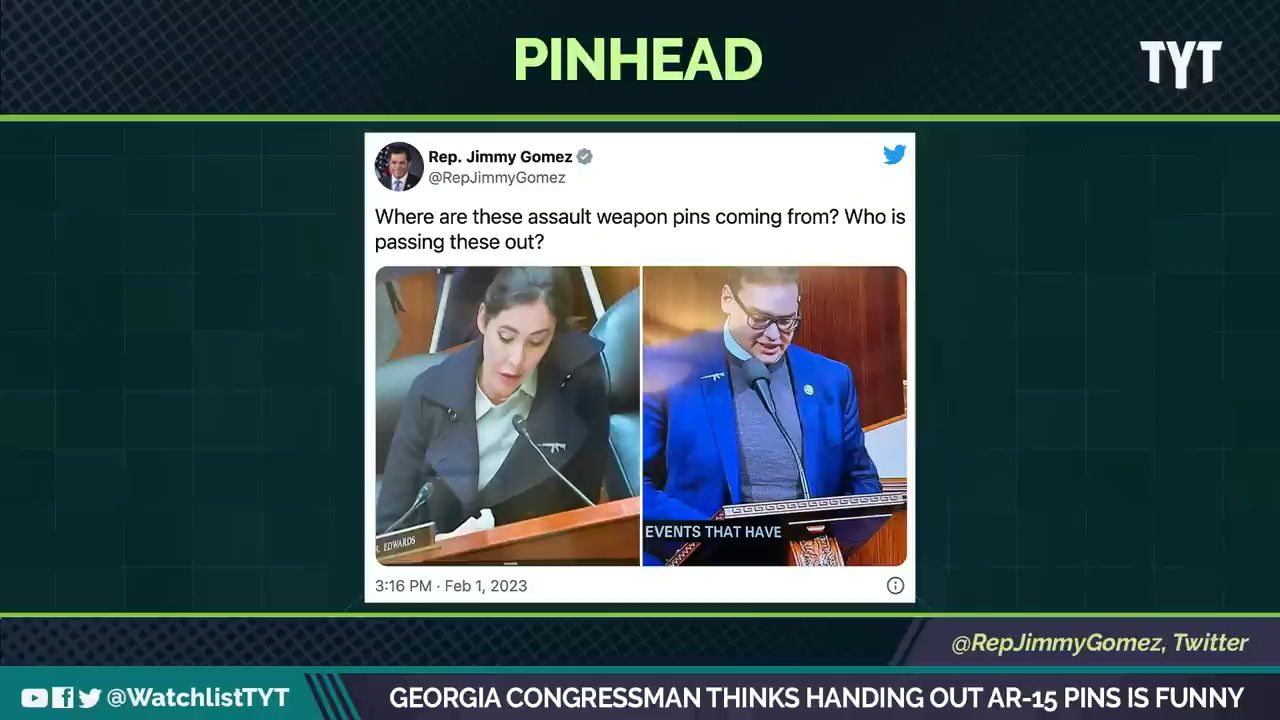 PINHEAD
TYT
Rep. Jimmy Gomez
@RepJimmyGomez
Where are these assault weapon pins coming from? Who is
passing these out?
R. EDWARDS
EVENTS THAT HAVE
3:16 PM · Feb 1, 2023
@RepJimmyGomez, Twitter
@WatchlistTYT
GEORGIA CONGRESSMAN THINKS HANDING OUT AR-15 PINS IS FUNNY